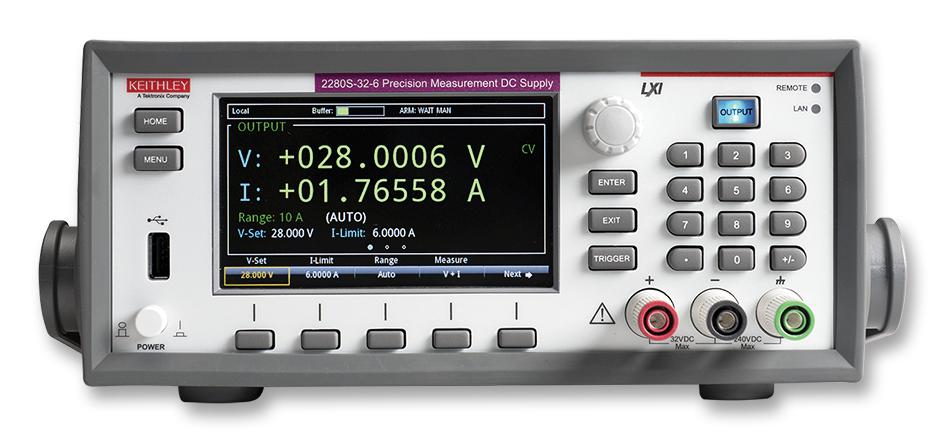 KEITHLEY
A Tektronix Company
2280S-32-6 Precision Measurement DC Supply
LXI
REMOTE
LAN
HOME
MENU
Local Buffer: ARM: WAIT MAN
OUTPUT
CV
V: +028.0006 V
I: +01.76558 A
Range: 10 A (AUTO)
V-Set: 28.000 V I-Limit: 6.0000 A
V-Set I-Limit Range Measure
28.000 V 6.0000 A Auto V + I Next
OUTPUT
1 2 3
ENTER
4 5 6
EXIT
7 8 9
TRIGGER
. 0 +/-
+ −
32VDC Max
240VDC Max
POWER